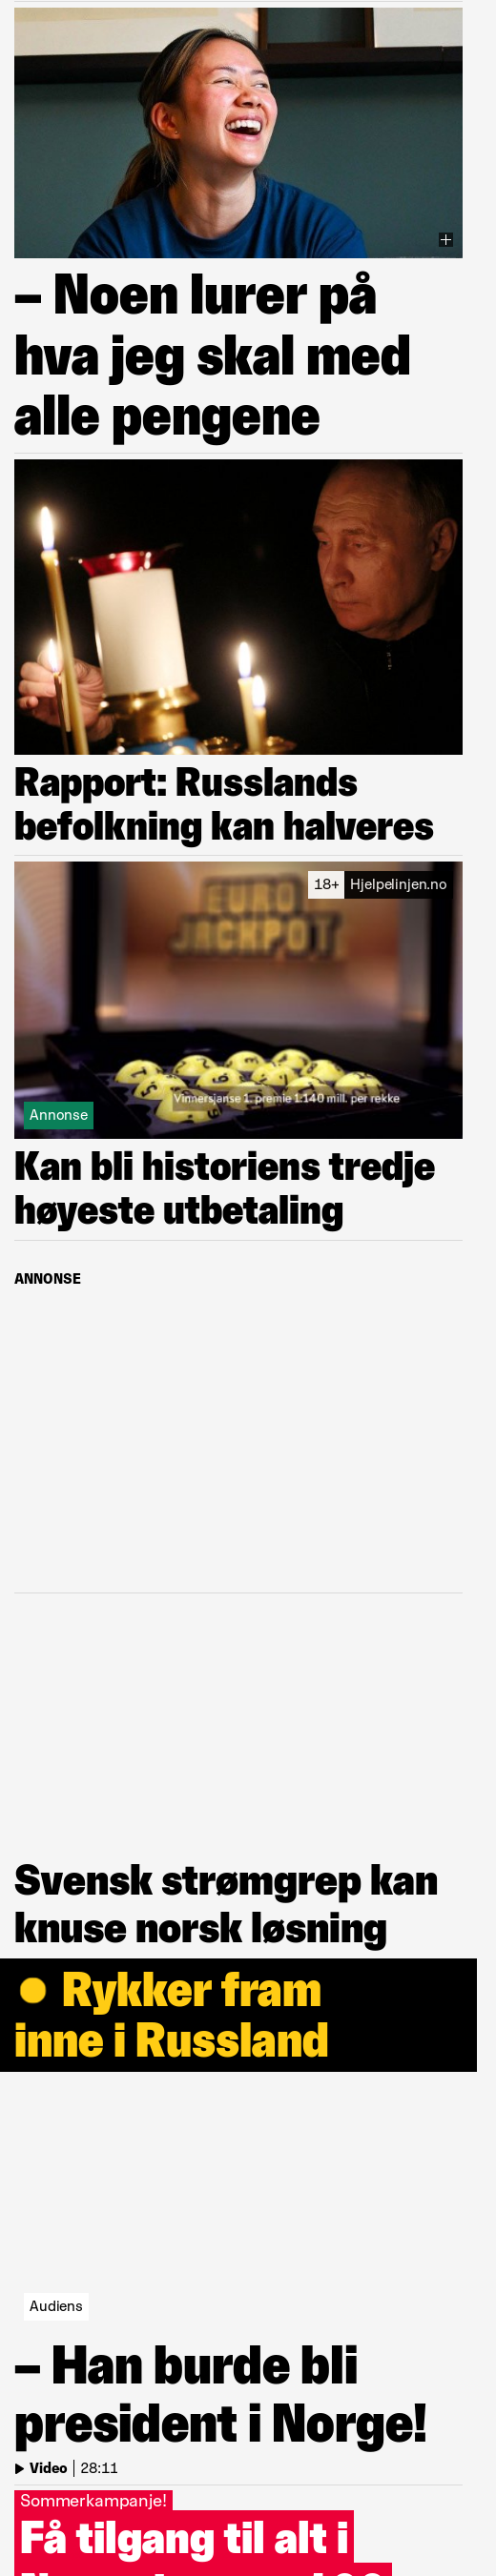 – Noen lurer på
hva jeg skal med
alle pengene
Rapport: Russlands
befolkning kan halveres
18+ Hjelpelinjen.no
EURO
JACKPOT
Vinnersjanse 1. premie 1:140 mill. per rekke
Annonse
Kan bli historiens tredje
høyeste utbetaling
ANNONSE
Svensk strømgrep kan
knuse norsk løsning
Rykker fram
inne i Russland
Audiens
– Han burde bli
president i Norge!
Video 28:11
Sommerkampanje!
Få tilgang til alt i